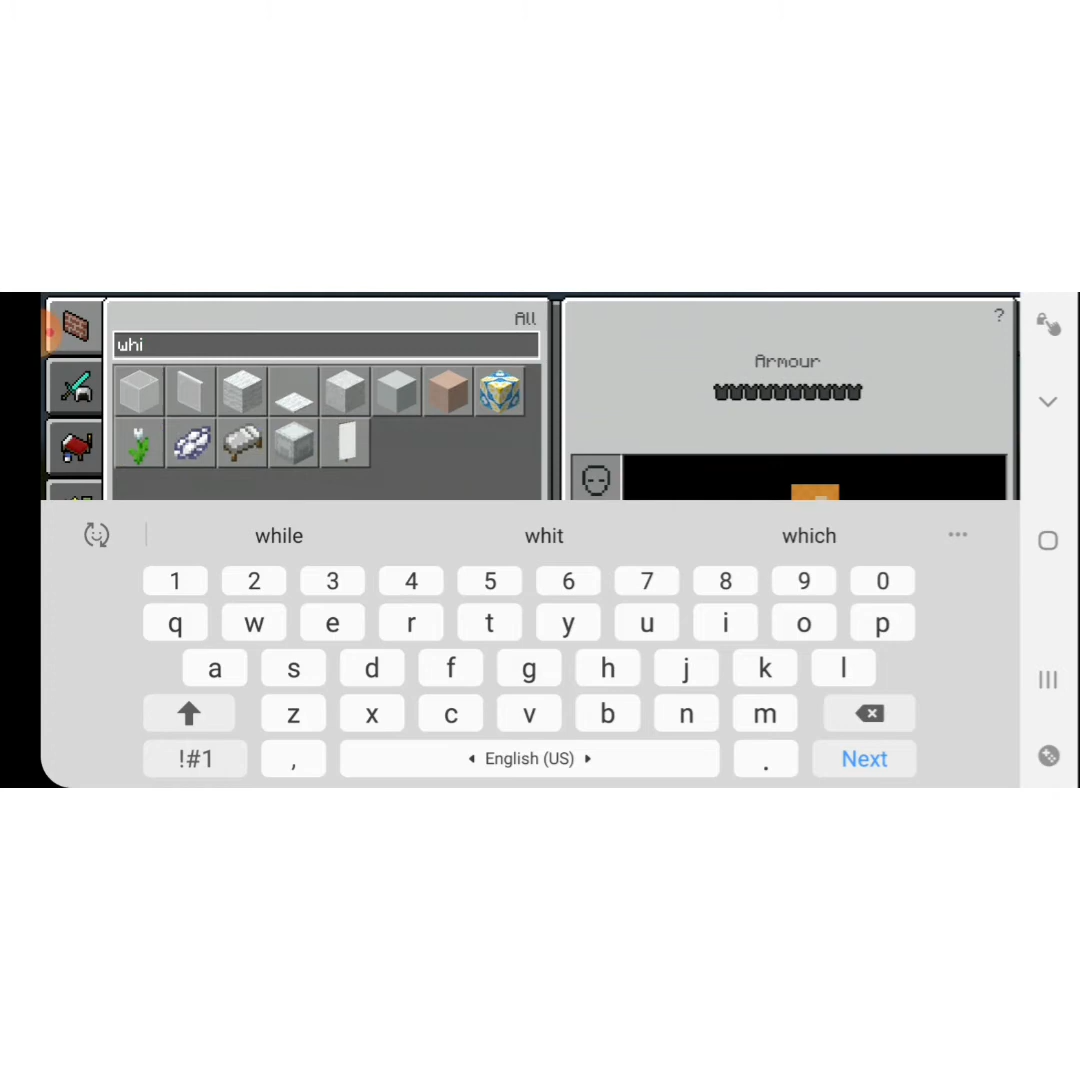 All
whi
?
Armour
while whit which
1 2 3 4 5 6 7 8 9 0
q w e r t y u i o p
a s d f g h j k l
z x c v b n m
!#1 , English (US) . Next